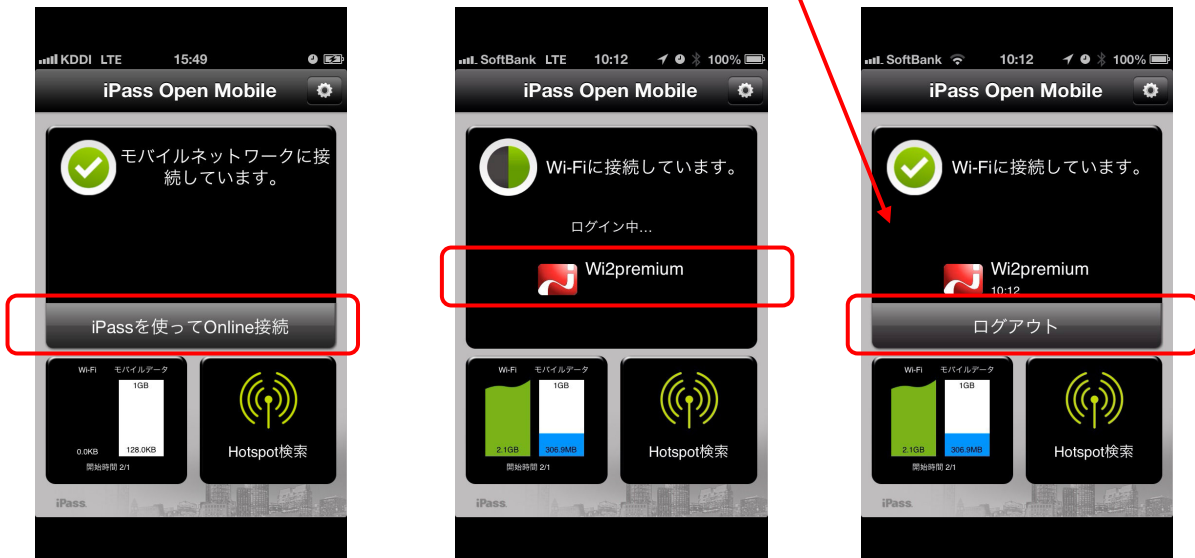 KDDI LTE 15:49
iPass Open Mobile
モバイルネットワークに接
続しています。
iPassを使ってOnline接続
Wi-Fi モバイルデータ
1GB
0.0KB 128.0KB
開始時間 2/1
Hotspot検索
iPass
SoftBank LTE 10:12 100%
iPass Open Mobile
Wi-Fiに接続しています。
ログイン中...
Wi2premium
Wi-Fi モバイルデータ
1GB
2.1GB 306.9MB
開始時間 2/1
Hotspot検索
iPass
SoftBank 10:12 100%
iPass Open Mobile
Wi-Fiに接続しています。
Wi2premium
10:12
ログアウト
Wi-Fi モバイルデータ
1GB
2.1GB 306.9MB
開始時間 2/1
Hotspot検索
iPass